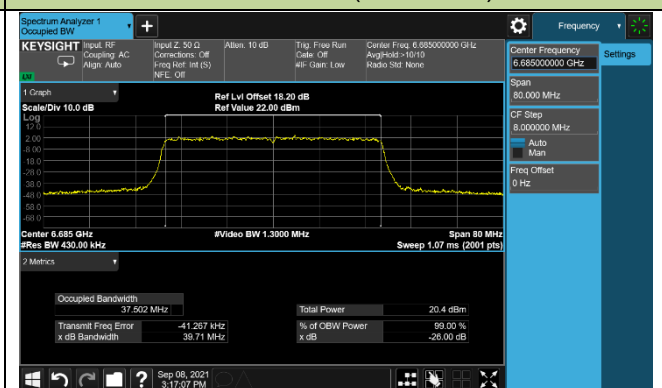 Spectrum Analyzer 1
Occupied BW
Frequency
KEYSIGHT
Input: RF
Coupling: AC
Align: Auto
Input Z: 50 Ω
Corrections: Off
Freq Ref: Int (S)
NFE: Off
Atten: 10 dB
Trig: Free Run
Gate: Off
#IF Gain: Low
Center Freq: 6.685000000 GHz
Avg|Hold:>10/10
Radio Std: None
Center Frequency
6.685000000 GHz
Settings
Span
80.000 MHz
CF Step
8.000000 MHz
Auto
Man
Freq Offset
0 Hz
1 Graph
Scale/Div 10.0 dB
Ref Lvl Offset 18.20 dB
Ref Value 22.00 dBm
Log
12.0
2.00
-8.00
-18.0
-28.0
-38.0
-48.0
-58.0
-68.0
Center 6.685 GHz
#Video BW 1.3000 MHz
Span 80 MHz
#Res BW 430.00 kHz
Sweep 1.07 ms (2001 pts)
2 Metrics
Occupied Bandwidth
37.502 MHz
Total Power
20.4 dBm
Transmit Freq Error
-41.267 kHz
% of OBW Power
99.00 %
x dB Bandwidth
39.71 MHz
x dB
-26.00 dB
Sep 08, 2021
3:17:07 PM